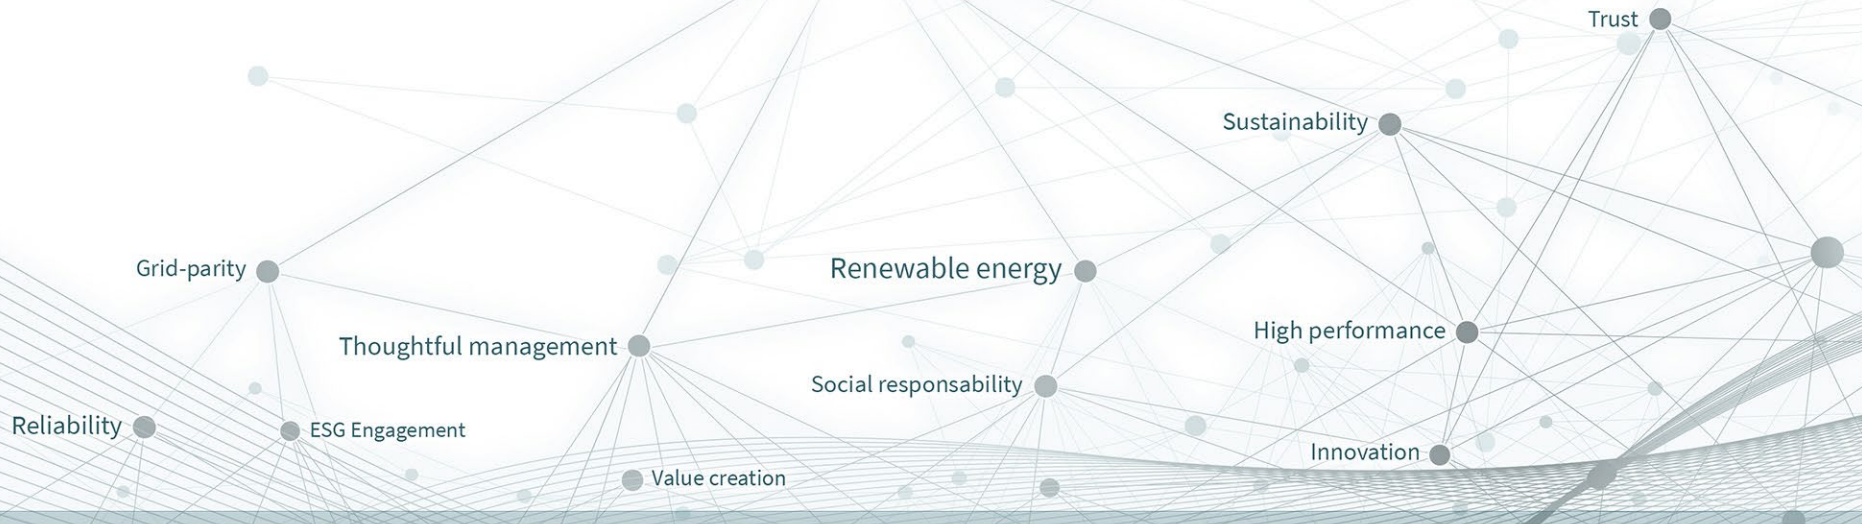 Trust
Sustainability
Grid-parity
Renewable energy
High performance
Thoughtful management
Social responsability
Reliability
ESG Engagement
Innovation
Value creation